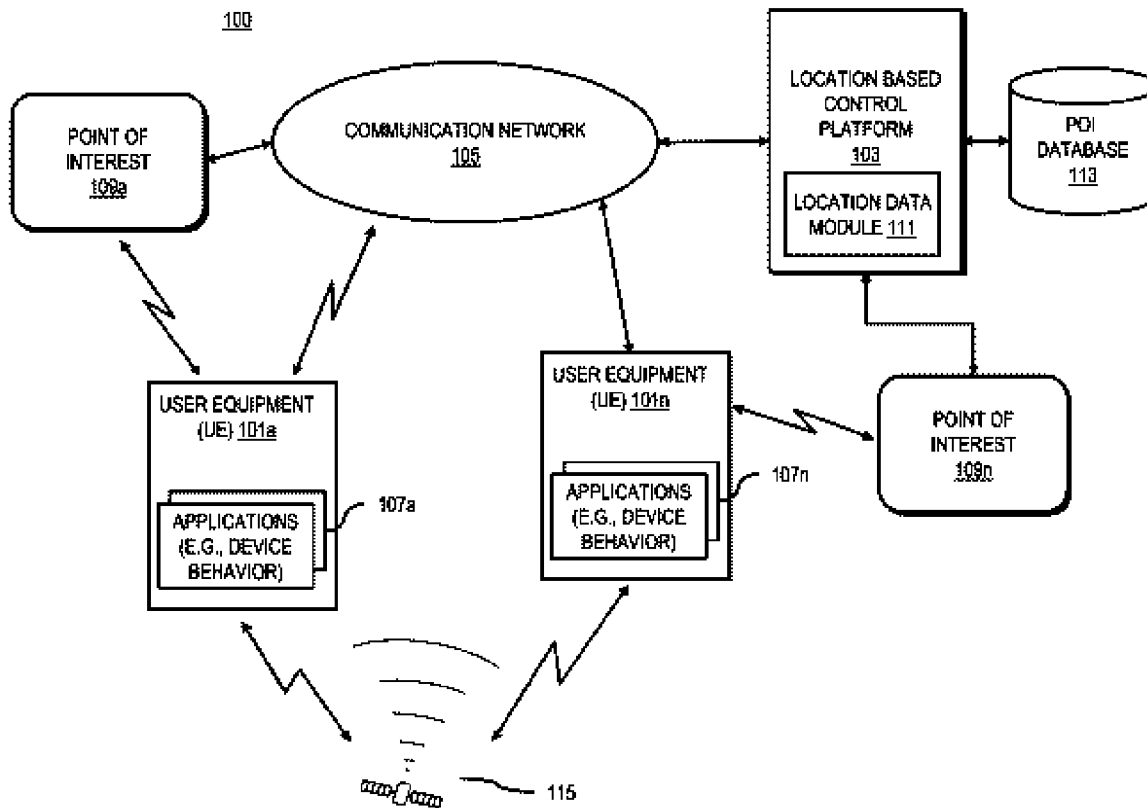 100
POINT OF
INTEREST
109a
COMMUNICATION NETWORK
105
LOCATION BASED
CONTROL
PLATFORM
103
LOCATION DATA
MODULE 111
POI
DATABASE
113
USER EQUIPMENT
(UE) 101a
APPLICATIONS
(E.G., DEVICE
BEHAVIOR)
107a
USER EQUIPMENT
(UE) 101n
APPLICATIONS
(E.G., DEVICE
BEHAVIOR)
107n
POINT OF
INTEREST
109n
115